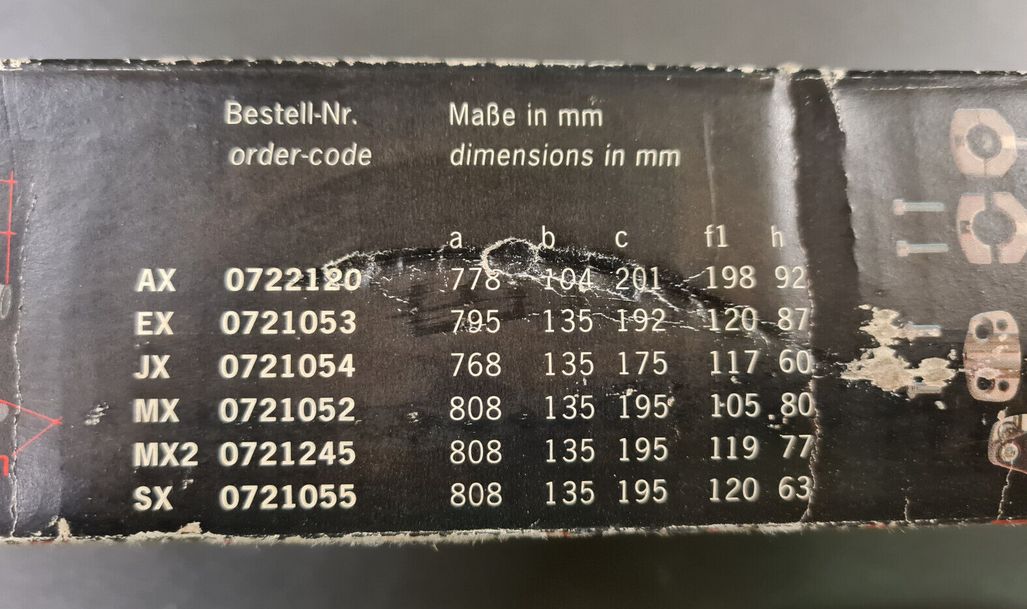 Bestell-Nr. Maße in mm
order-code dimensions in mm
a b c f1 h
AX 0722120 778 104 201 198 92
EX 0721053 795 135 192 120 87
JX 0721054 768 135 175 117 60
MX 0721052 808 135 195 105 80
MX2 0721245 808 135 195 119 77
SX 0721055 808 135 195 120 63